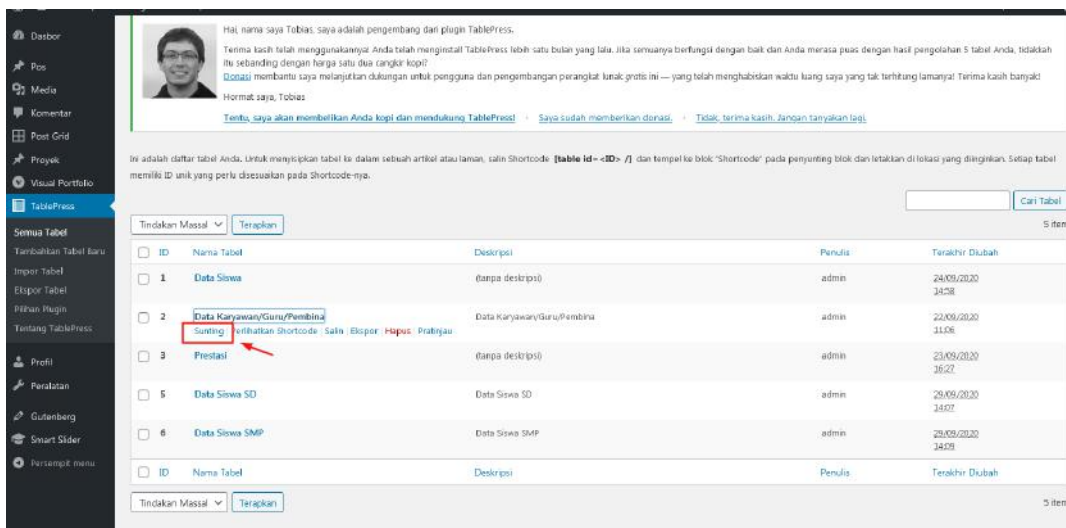 Dasbor
Pos
Media
Komentar
Post Grid
Proyek
Visual Portfolio
TablePress
Semua Tabel
Tambahkan Tabel Baru
Impor Tabel
Ekspor Tabel
Pilihan Plugin
Tentang TablePress
Profil
Peralatan
Gutenberg
Smart Slider
Persempit menu
Hai, nama saya Tobias, saya adalah pengembang dari plugin TablePress.
Terima kasih telah menggunakannya! Anda telah menginstall TablePress lebih satu bulan yang lalu. Jika semuanya berfungsi dengan baik dan Anda merasa puas dengan hasil pengolahan 5 tabel Anda, tidakkah
itu sebanding dengan harga satu dua cangkir kopi?
Donasi membantu saya melanjutkan dukungan untuk pengguna dan pengembangan perangkat lunak gratis ini — yang telah menghabiskan waktu luang saya yang tak terhitung lamanya! Terima kasih banyak!
Hormat saya, Tobias
Tentu, saya akan membelikan Anda kopi dan mendukung TablePress! · Saya sudah memberikan donasi. · Tidak, terima kasih. Jangan tanyakan lagi.
Ini adalah daftar tabel Anda. Untuk menyisipkan tabel ke dalam sebuah artikel atau laman, salin Shortcode [table id=<ID> /] dan tempel ke blok "Shortcode" pada penyunting blok dan letakkan di lokasi yang diinginkan. Setiap tabel
memiliki ID unik yang perlu disesuaikan pada Shortcode-nya.
Cari Tabel
Tindakan Massal Terapkan 5 item
ID Nama Tabel Deskripsi Penulis Terakhir Diubah
1 Data Siswa (tanpa deskripsi) admin 24/09/2020
14:58
2 Data Karyawan/Guru/Pembina Data Karyawan/Guru/Pembina admin 22/09/2020
Sunting | Perlihatkan Shortcode | Salin | Ekspor | Hapus | Pratinjau 11:06
3 Prestasi (tanpa deskripsi) admin 23/09/2020
16:27
5 Data Siswa SD Data Siswa SD admin 29/09/2020
14:07
6 Data Siswa SMP Data Siswa SMP admin 29/09/2020
14:09
ID Nama Tabel Deskripsi Penulis Terakhir Diubah
Tindakan Massal Terapkan 5 item